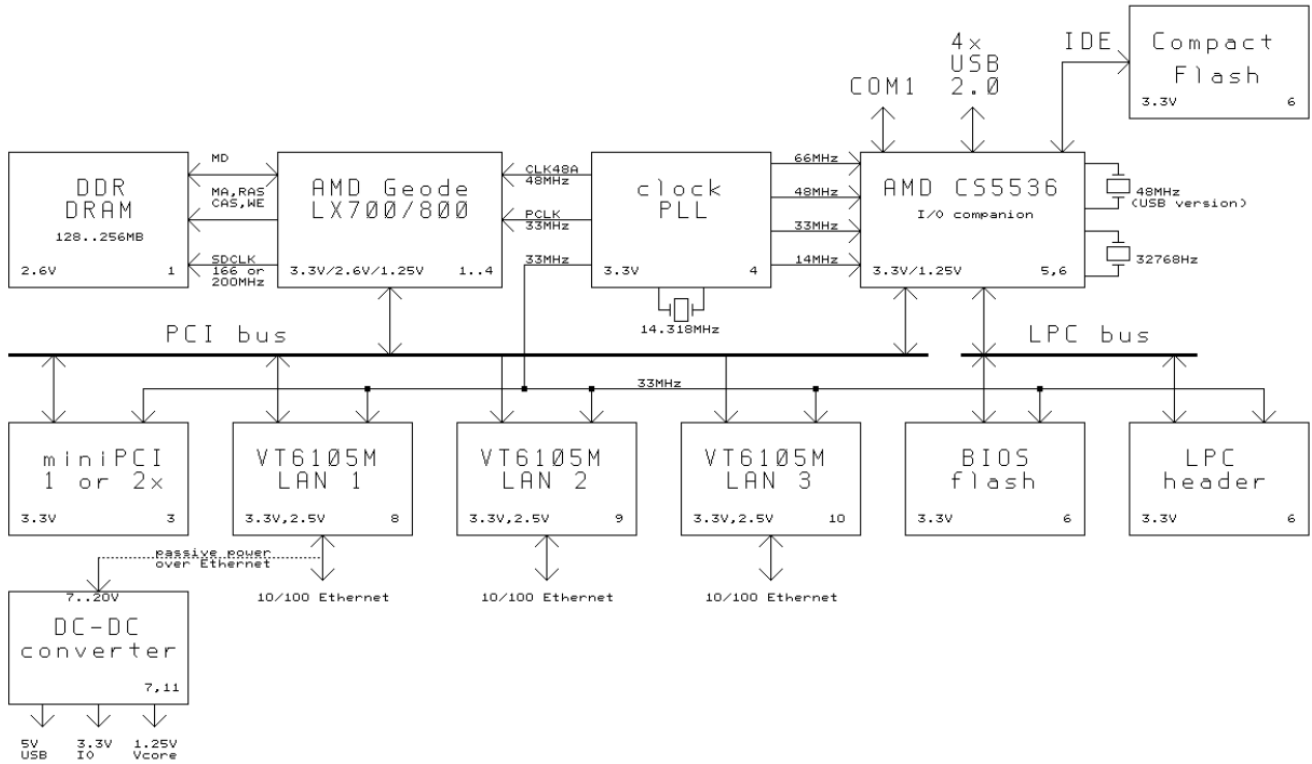 4x
USB
2.0
IDE
COM1
Compact
Flash
3.3V 6
DDR
DRAM
128..256MB
2.6V 1
MD
MA,RAS
CAS,WE
SDCLK
166 or
200MHz
AMD Geode
LX700/800
3.3V/2.6V/1.25V 1..4
CLK48A
48MHz
PCLK
33MHz
33MHz
clock
PLL
3.3V 4
14.318MHz
66MHz
48MHz
33MHz
14MHz
AMD CS5536
I/O companion
3.3V/1.25V 5,6
48MHz
(USB version)
32768Hz
PCI bus
LPC bus
33MHz
miniPCI
1 or 2x
3.3V 3
VT6105M
LAN 1
3.3V,2.5V 8
VT6105M
LAN 2
3.3V,2.5V 9
VT6105M
LAN 3
3.3V,2.5V 10
BIOS
flash
3.3V 6
LPC
header
3.3V 6
passive power
over Ethernet
10/100 Ethernet
10/100 Ethernet
10/100 Ethernet
7..20V
DC-DC
converter
7,11
5V
USB
3.3V
IO
1.25V
Vcore